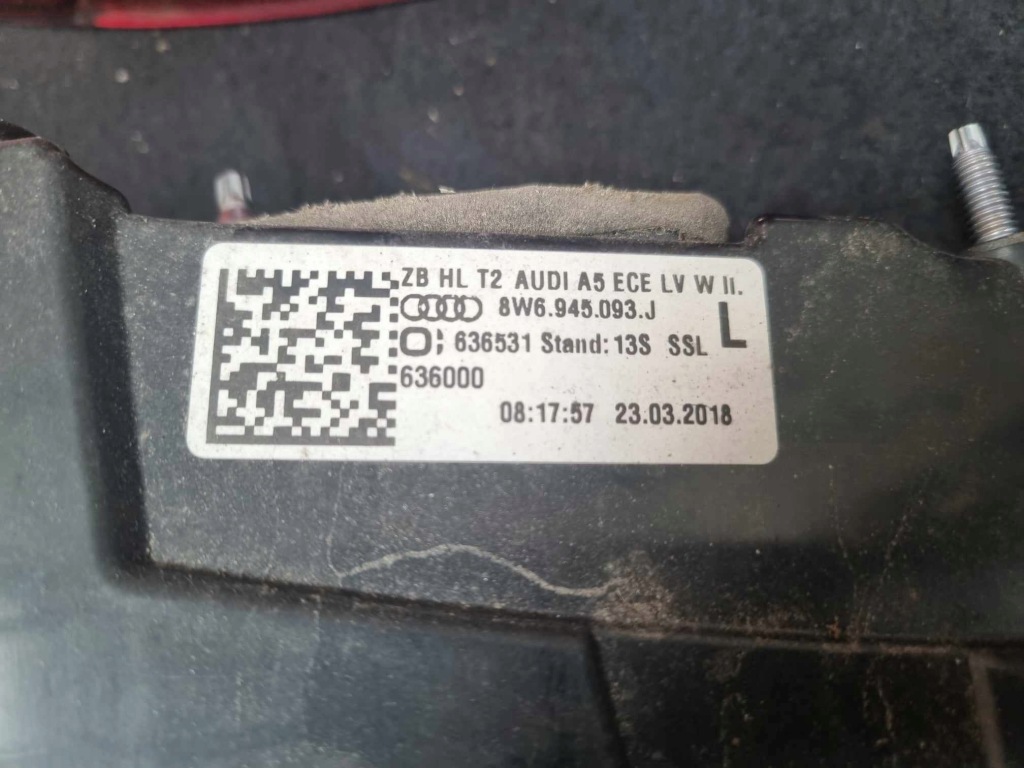 ZB HL T2 AUDI A5 ECE LV W li.
8W6.945.093.J
L
636531 Stand: 13S SSL
636000
08:17:57 23.03.2018